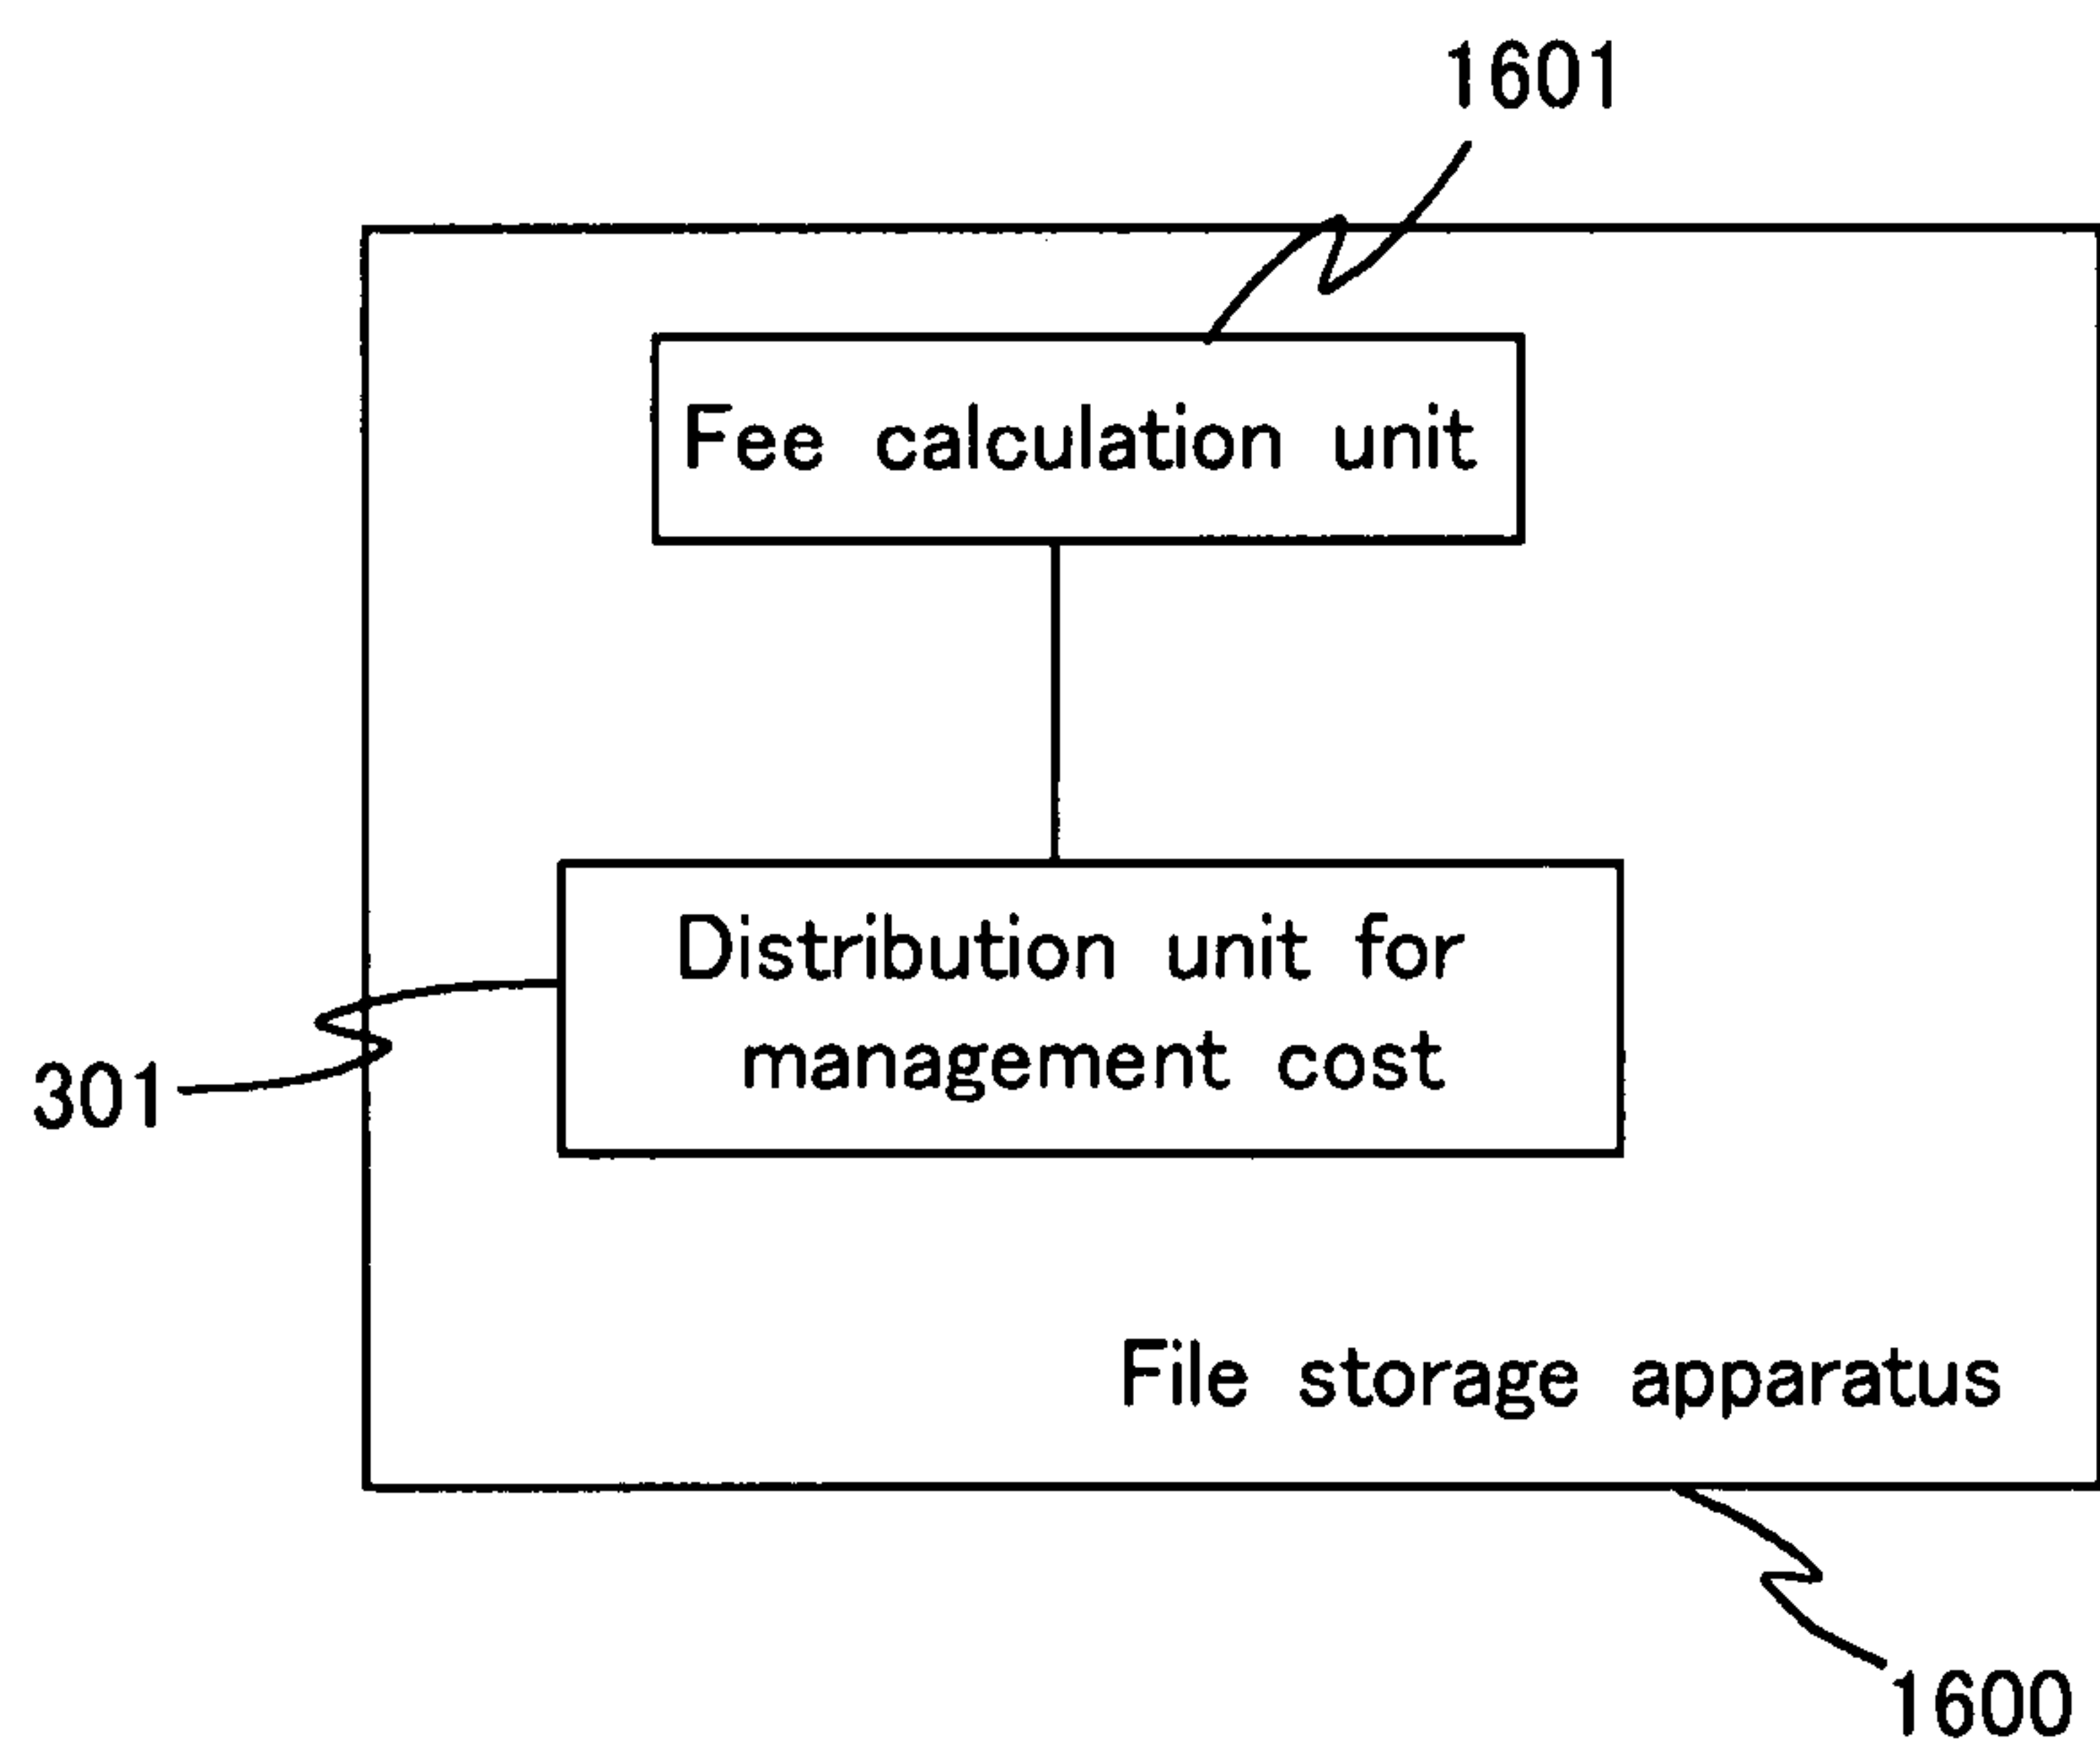 1601
Fee calculation unit
Distribution unit for
management cost
301
File storage apparatus
1600